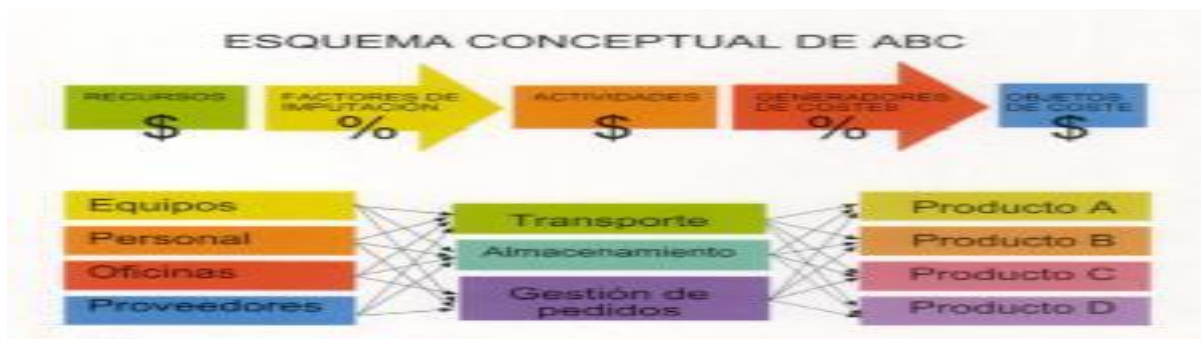 ESQUEMA CONCEPTUAL DE ABC
RECURSOS
$
FACTORES DE
IMPUTACIÓN
%
ACTIVIDADES
$
GENERADORES
DE COSTES
%
OBJETOS
DE COSTE
$
Equipos
Personal
Oficinas
Proveedores
Transporte
Almacenamiento
Gestión de
pedidos
Producto A
Producto B
Producto C
Producto D